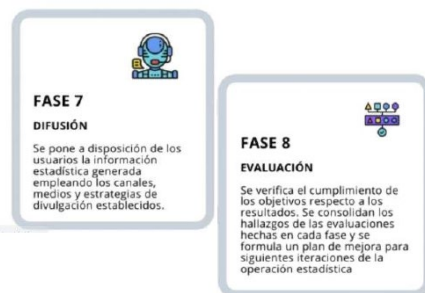 FASE 7
DIFUSIÓN
Se pone a disposición de los
usuarios la información
estadística generada
empleando los canales,
medios y estrategias de
divulgación establecidos.
FASE 8
EVALUACIÓN
Se verifica el cumplimiento de
los objetivos respecto a los
resultados. Se consolidan los
hallazgos de las evaluaciones
hechas en cada fase y se
formula un plan de mejora para
siguientes iteraciones de la
operación estadística